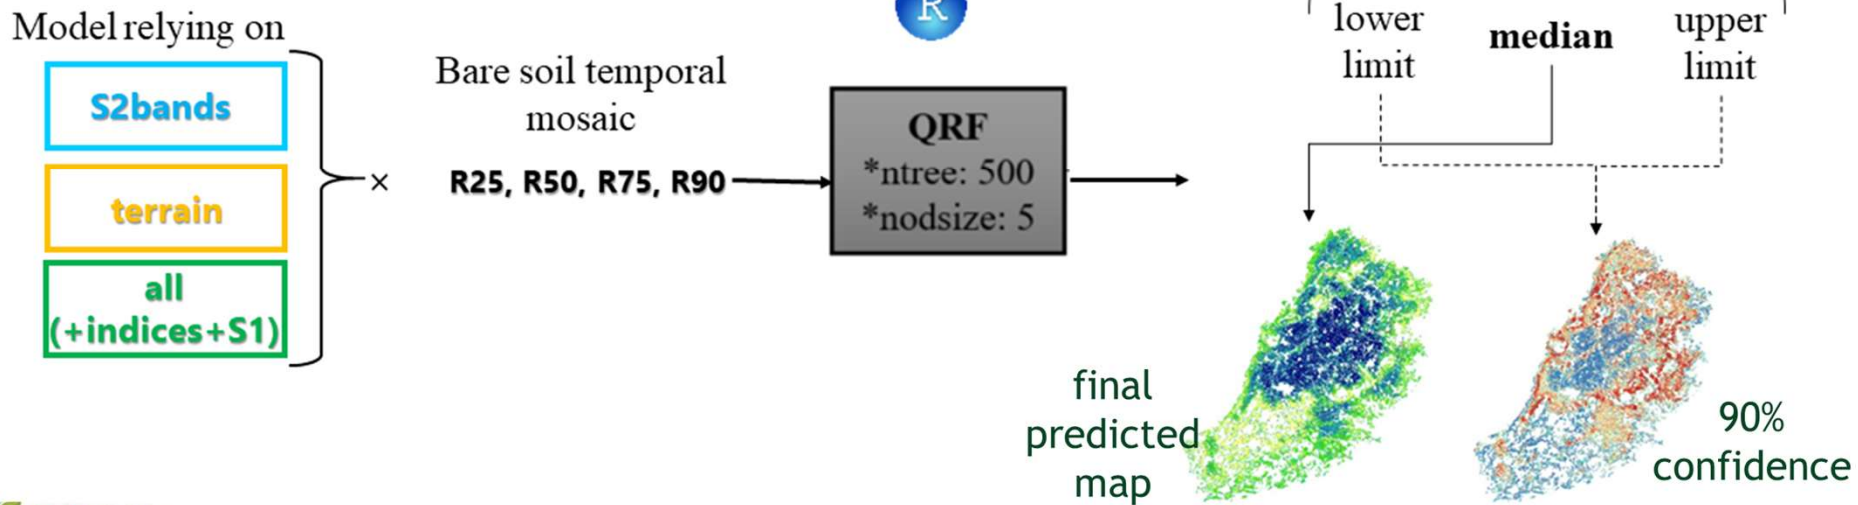 Model relying on
S2bands
terrain
all
(+indices+S1)
×
Bare soil temporal
mosaic
R25, R50, R75, R90
R
QRF
*ntree: 500
*nodsize: 5
lower
limit
median
upper
limit
final
predicted
map
90%
confidence